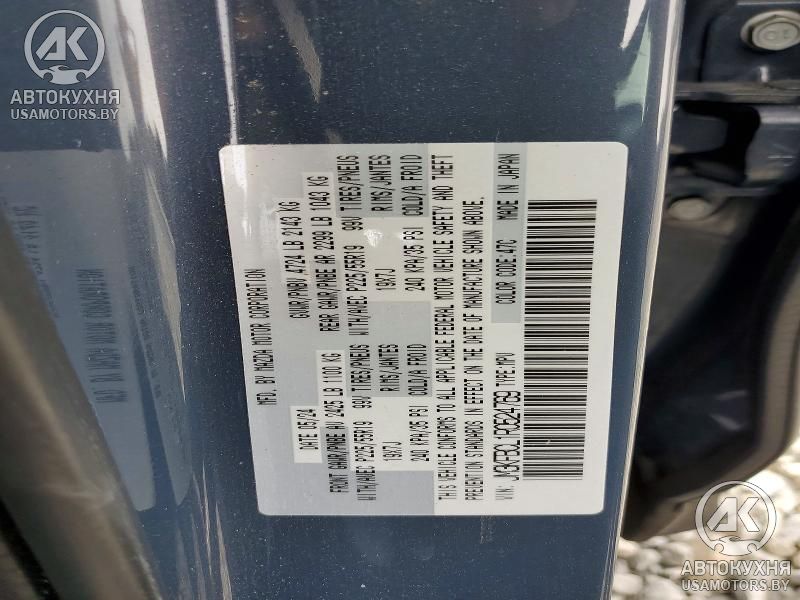 AK
АВТОКУХНЯ
USAMOTORS.BY
MFD. BY MAZDA MOTOR CORPORATION
DATE 05/24 GVWR/PNBV 4724 LB 2143 KG
FRONT GAWR/PNBE AV 2425 LB 1100 KG REAR GAWR/PNBE AR 2299 LB 1043 KG
WITH/AVEC P225/55R19 99V TIRES/PNEUS WITH/AVEC P225/55R19 99V TIRES/PNEUS
19X7J RIMS/JANTES 19X7J RIMS/JANTES
240 KPA/35 PSI COLD/A FROID 240 KPA/35 PSI COLD/A FROID
THIS VEHICLE CONFORMS TO ALL APPLICABLE FEDERAL MOTOR VEHICLE SAFETY AND THEFT
PREVENTION STANDARDS IN EFFECT ON THE DATE OF MANUFACTURE SHOWN ABOVE.
VIN: TYPE:MPV COLOR CODE:47C MADE IN JAPAN
AK
АВТОКУХНЯ
USAMOTORS.BY